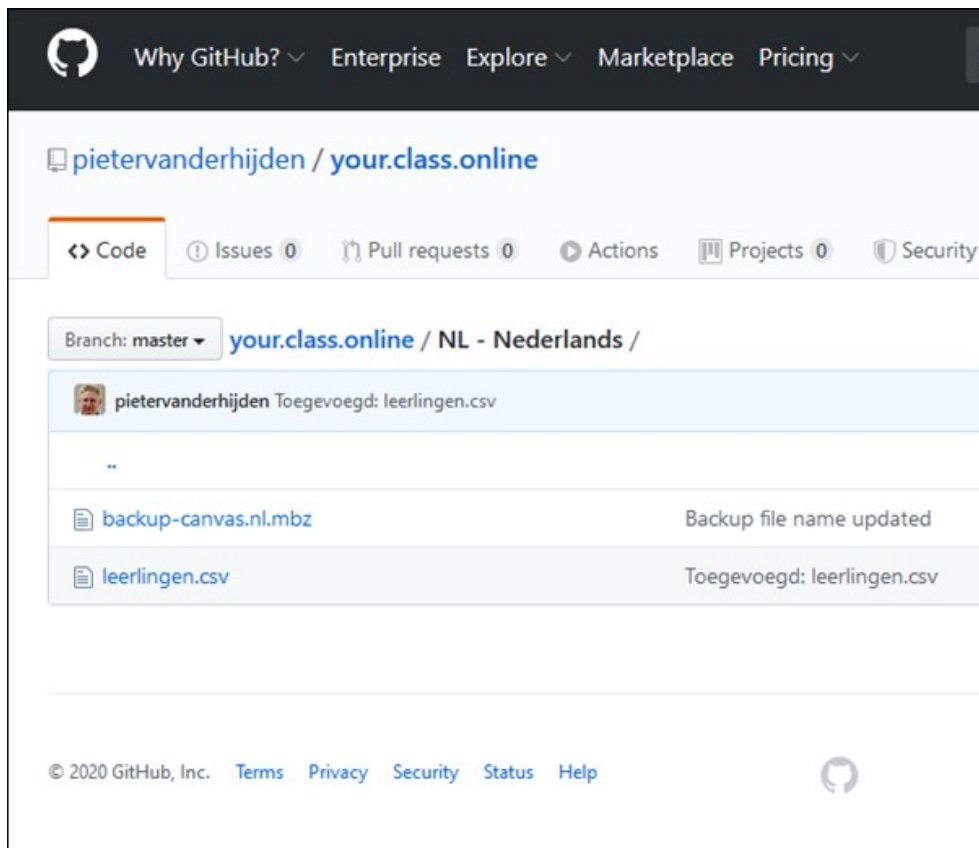 Why GitHub? Enterprise Explore Marketplace Pricing
pietervanderhijden / your.class.online
Code Issues 0 Pull requests 0 Actions Projects 0 Security
Branch: master your.class.online / NL - Nederlands /
pietervanderhijden Toegevoegd: leerlingen.csv
..
backup-canvas.nl.mbz Backup file name updated
leerlingen.csv Toegevoegd: leerlingen.csv
© 2020 GitHub, Inc. Terms Privacy Security Status Help